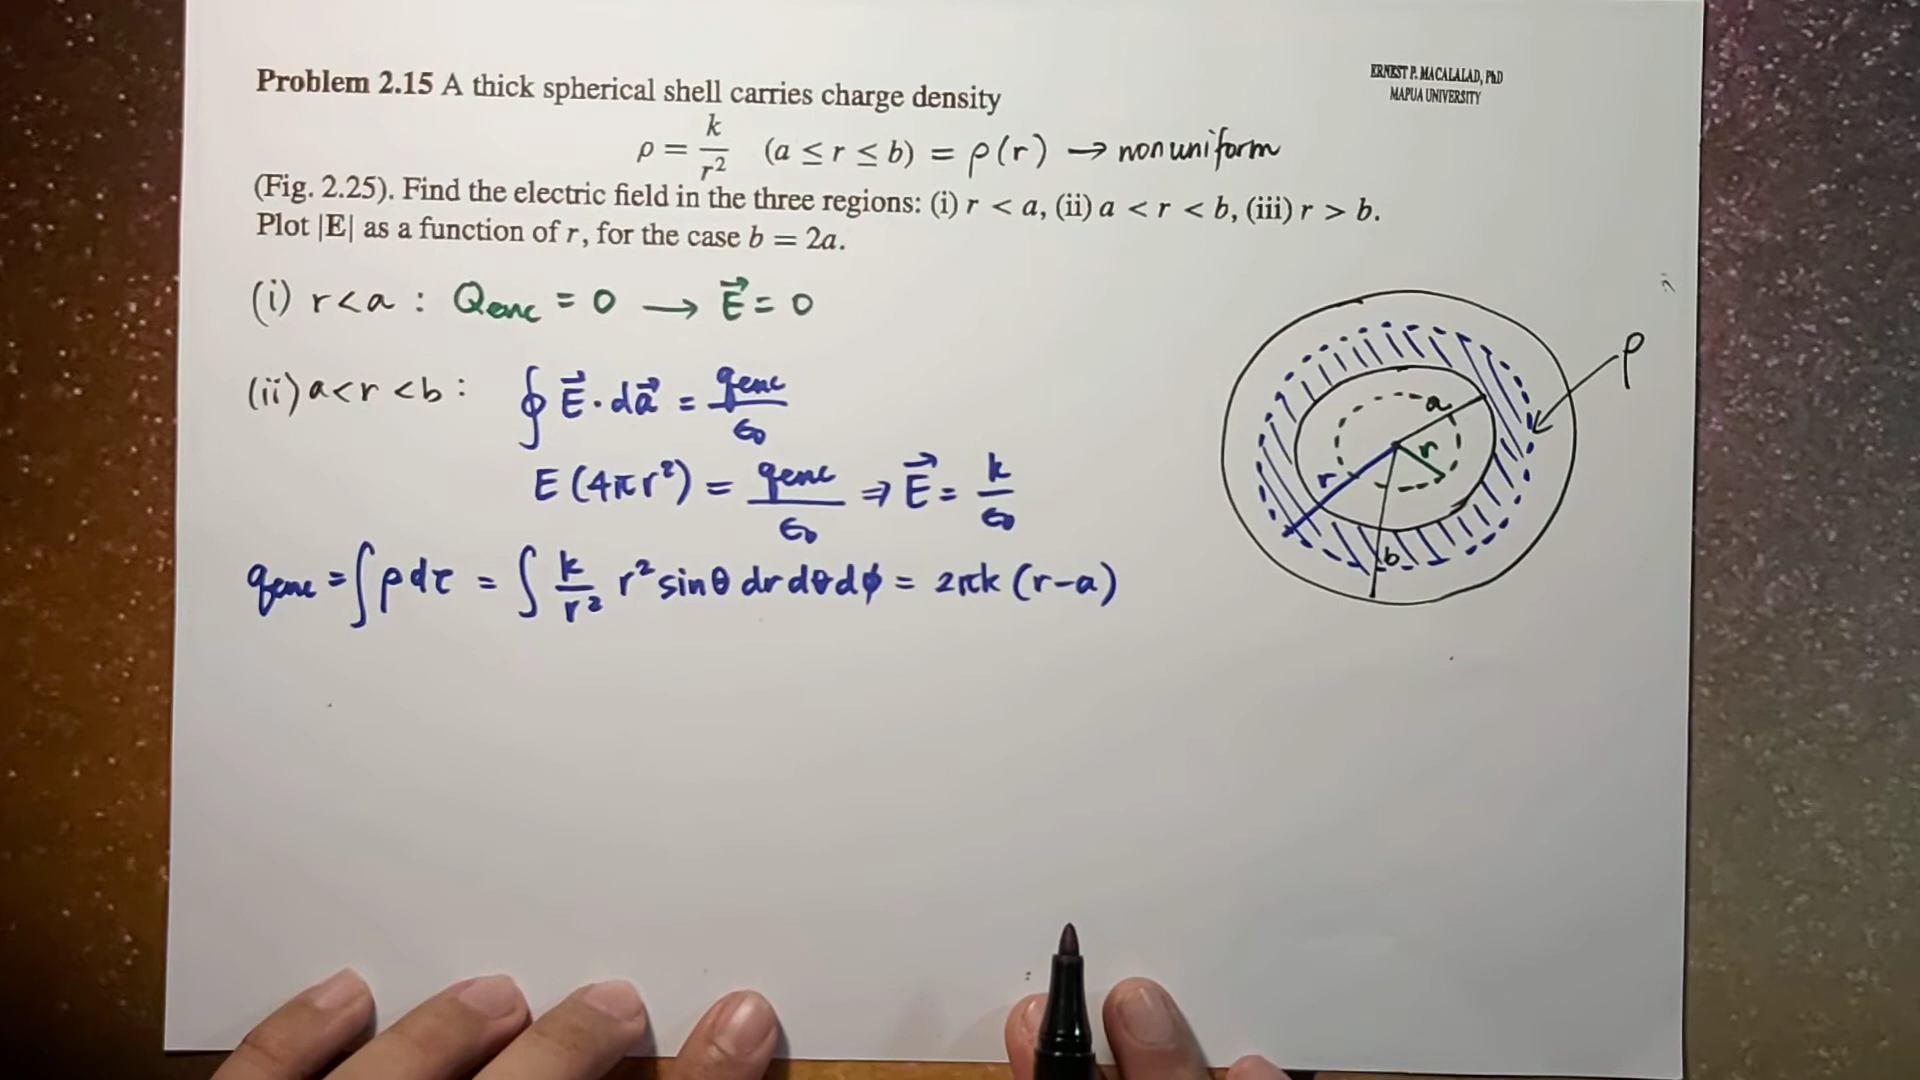 Problem 2.15 A thick spherical shell carries charge density
ERNEST P. MACALALAD, PhD
MAPUA UNIVERSITY
ρ = k/r² (a ≤ r ≤ b) = ρ(r) → nonuniform
(Fig. 2.25). Find the electric field in the three regions: (i) r < a, (ii) a < r < b, (iii) r > b.
Plot |E| as a function of r, for the case b = 2a.
(i) r<a : Qenc = 0 → E⃗ = 0
(ii) a<r<b : ∮ E⃗ · da⃗ = qenc/ϵ0
E (4πr²) = qenc/ϵ0 ⇒ E⃗ = k/ϵ0
qenc = ∫ρdτ = ∫ k/r² r² sinθ dr dθ dϕ = 2πk (r-a)
ρ
a
r
r
b